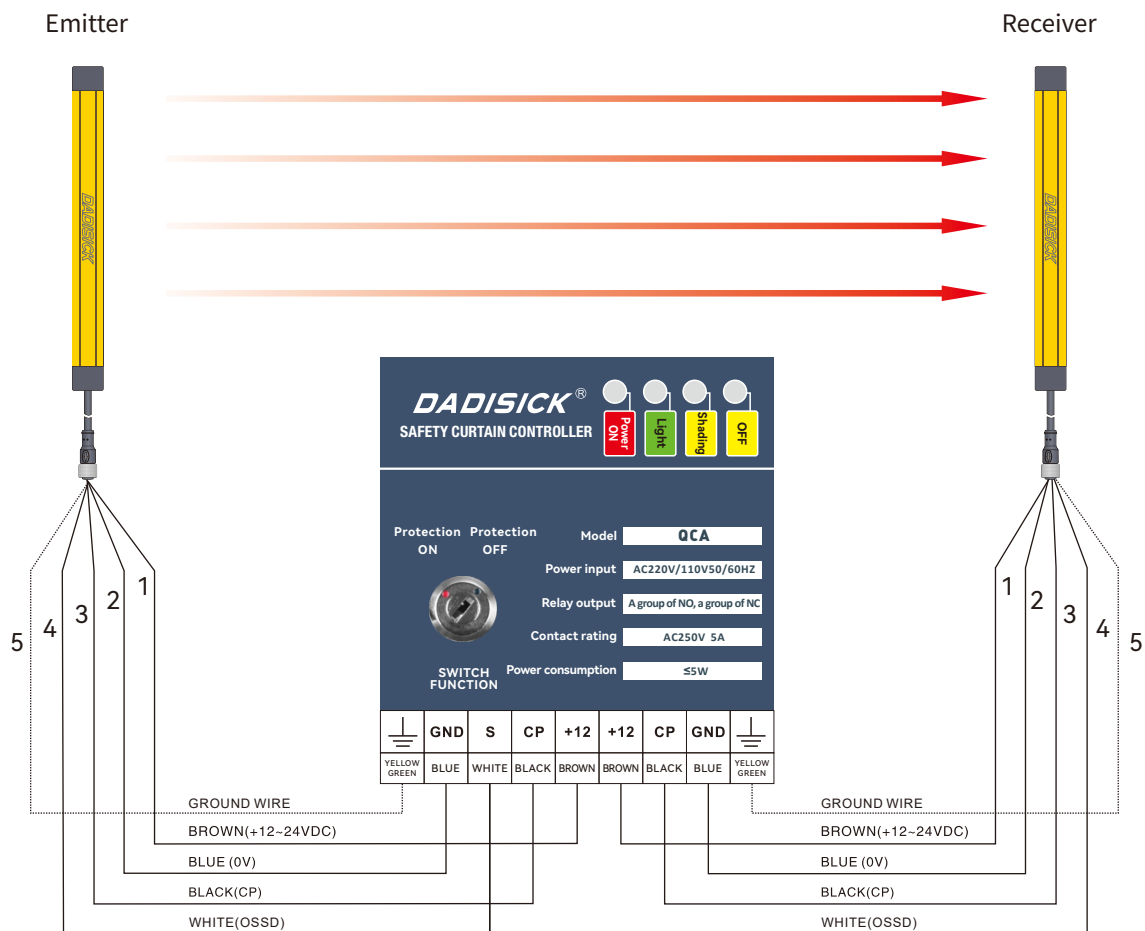 Emitter
Receiver
DADISICK
DADISICK
DADISICK®
SAFETY CURTAIN CONTROLLER
Power ON
Light
Shading
OFF
Protection ON
Protection OFF
SWITCH FUNCTION
Model
QCA
Power input
AC220V/110V50/60HZ
Relay output
A group of NO, a group of NC
Contact rating
AC250V 5A
Power consumption
≤5W
5
4
3
2
1
1
2
3
4
5
GND S CP +12 +12 CP GND
YELLOW GREEN BLUE WHITE BLACK BROWN BROWN BLACK BLUE YELLOW GREEN
GROUND WIRE
BROWN(+12~24VDC)
BLUE (0V)
BLACK(CP)
WHITE(OSSD)
GROUND WIRE
BROWN(+12~24VDC)
BLUE (0V)
BLACK(CP)
WHITE(OSSD)